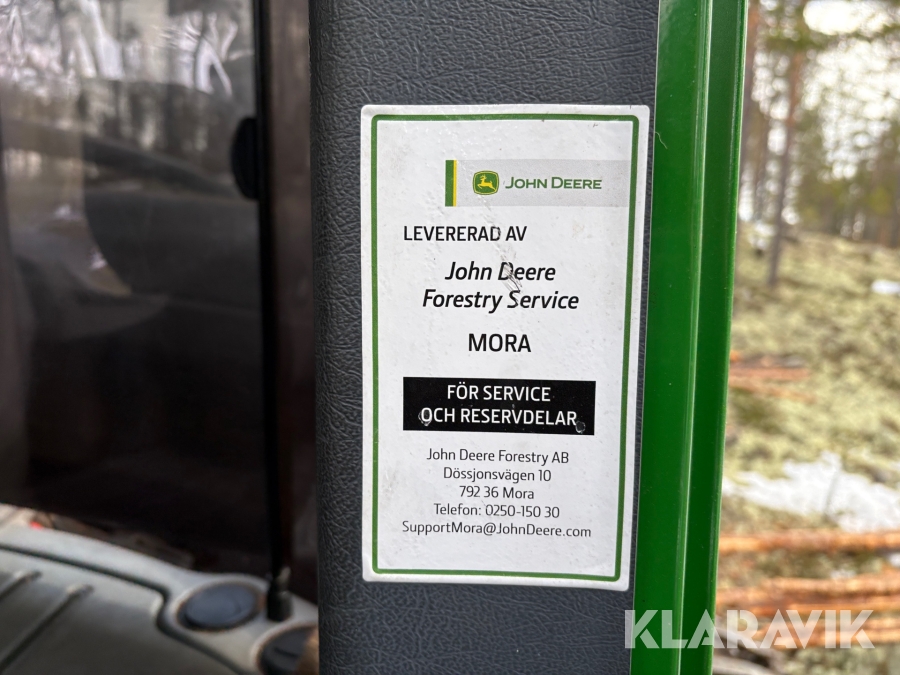 JOHN DEERE
LEVERERAD AV
John Deere
Forestry Service
MORA
FÖR SERVICE
OCH RESERVDELAR
John Deere Forestry AB
Dössjonsvägen 10
792 36 Mora
Telefon: 0250-150 30
SupportMora@JohnDeere.com
KLARAVIK